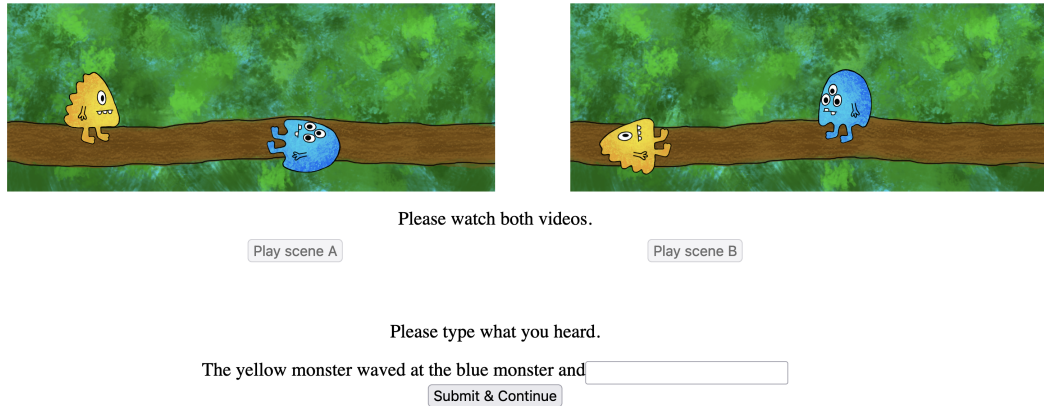 Please watch both videos.
Play scene A Play scene B
Please type what you heard.
The yellow monster waved at the blue monster and
Submit & Continue